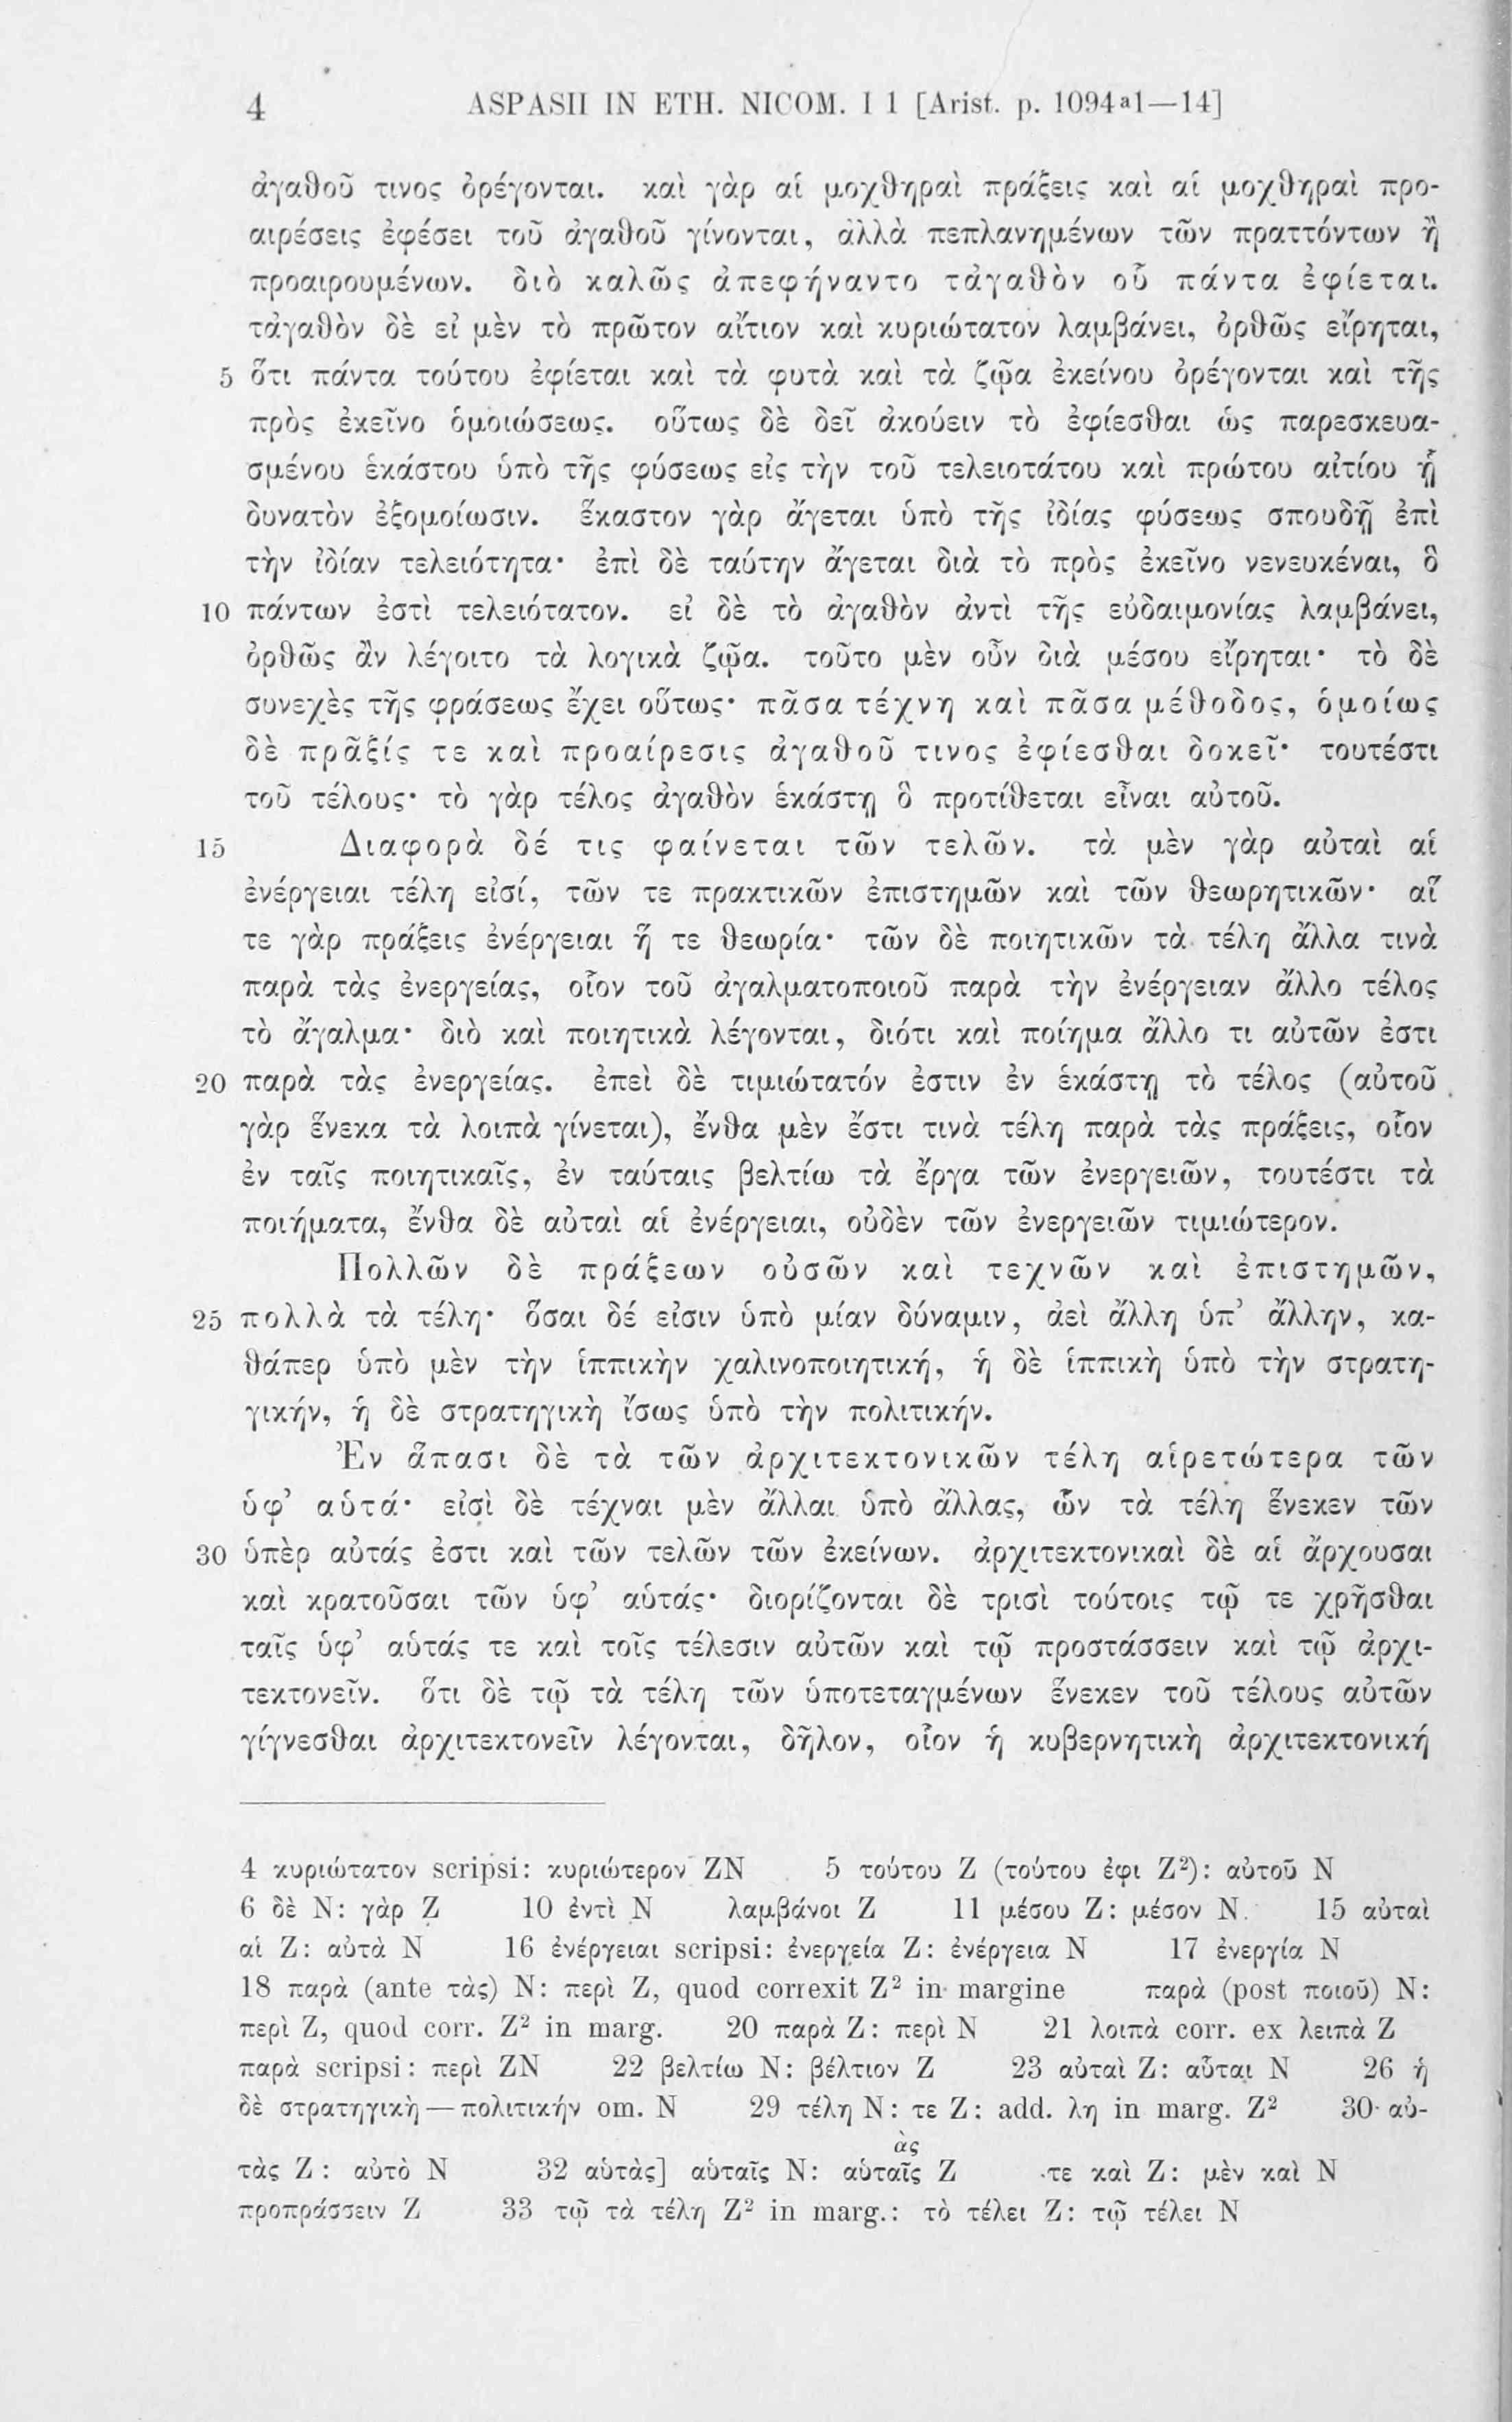 4 ASPASII IN ETH. NICOM. I 1 [Arist. p. 1094ᵃ1—14]
ἀγαθοῦ τινος ὀρέγονται. καὶ γὰρ αἱ μοχθηραὶ πράξεις καὶ αἱ μοχθηραὶ προ-
αιρέσεις ἐφέσει τοῦ ἀγαθοῦ γίνονται, ἀλλὰ πεπλανημένων τῶν πραττόντων ἢ
προαιρουμένων. διὸ καλῶς ἀπεφήναντο τἀγαθὸν οὗ πάντα ἐφίεται.
τἀγαθὸν δὲ εἰ μὲν τὸ πρῶτον αἴτιον καὶ κυριώτατον λαμβάνει, ὀρθῶς εἴρηται,
5 ὅτι πάντα τούτου ἐφίεται καὶ τὰ φυτὰ καὶ τὰ ζῷα ἐκείνου ὀρέγονται καὶ τῆς
πρὸς ἐκεῖνο ὁμοιώσεως. οὕτως δὲ δεῖ ἀκούειν τὸ ἐφίεσθαι ὡς παρεσκευα-
σμένου ἑκάστου ὑπὸ τῆς φύσεως εἰς τὴν τοῦ τελειοτάτου καὶ πρώτου αἰτίου ᾗ
δυνατὸν ἐξομοίωσιν. ἕκαστον γὰρ ἄγεται ὑπὸ τῆς ἰδίας φύσεως σπουδῇ ἐπὶ
τὴν ἰδίαν τελειότητα· ἐπὶ δὲ ταύτην ἄγεται διὰ τὸ πρὸς ἐκεῖνο νενευκέναι, ὃ
10 πάντων ἐστὶ τελειότατον. εἰ δὲ τὸ ἀγαθὸν ἀντὶ τῆς εὐδαιμονίας λαμβάνει,
ὀρθῶς ἂν λέγοιτο τὰ λογικὰ ζῷα. τοῦτο μὲν οὖν διὰ μέσου εἴρηται· τὸ δὲ
συνεχὲς τῆς φράσεως ἔχει οὕτως· πᾶσα τέχνη καὶ πᾶσα μέθοδος, ὁμοίως
δὲ πρᾶξίς τε καὶ προαίρεσις ἀγαθοῦ τινος ἐφίεσθαι δοκεῖ· τουτέστι
τοῦ τέλους· τὸ γὰρ τέλος ἀγαθὸν ἑκάστῃ ὃ προτίθεται εἶναι αὐτοῦ.
15 Διαφορὰ δέ τις φαίνεται τῶν τελῶν. τὰ μὲν γὰρ αὐταὶ αἱ
ἐνέργειαι τέλη εἰσί, τῶν τε πρακτικῶν ἐπιστημῶν καὶ τῶν θεωρητικῶν· αἵ
τε γὰρ πράξεις ἐνέργειαι ἥ τε θεωρία· τῶν δὲ ποιητικῶν τὰ τέλη ἄλλα τινὰ
παρὰ τὰς ἐνεργείας, οἷον τοῦ ἀγαλματοποιοῦ παρὰ τὴν ἐνέργειαν ἄλλο τέλος
τὸ ἄγαλμα· διὸ καὶ ποιητικὰ λέγονται, διότι καὶ ποίημα ἄλλο τι αὐτῶν ἐστι
20 παρὰ τὰς ἐνεργείας. ἐπεὶ δὲ τιμιώτατόν ἐστιν ἐν ἑκάστῃ τὸ τέλος (αὐτοῦ
γὰρ ἕνεκα τὰ λοιπὰ γίνεται), ἔνθα μὲν ἔστι τινὰ τέλη παρὰ τὰς πράξεις, οἷον
ἐν ταῖς ποιητικαῖς, ἐν ταύταις βελτίω τὰ ἔργα τῶν ἐνεργειῶν, τουτέστι τὰ
ποιήματα, ἔνθα δὲ αὐταὶ αἱ ἐνέργειαι, οὐδὲν τῶν ἐνεργειῶν τιμιώτερον.
Πολλῶν δὲ πράξεων οὐσῶν καὶ τεχνῶν καὶ ἐπιστημῶν,
25 πολλὰ τὰ τέλη· ὅσαι δέ εἰσιν ὑπὸ μίαν δύναμιν, ἀεὶ ἄλλη ὑπ’ ἄλλην, κα-
θάπερ ὑπὸ μὲν τὴν ἱππικὴν χαλινοποιητική, ἡ δὲ ἱππικὴ ὑπὸ τὴν στρατη-
γικήν, ἡ δὲ στρατηγικὴ ἴσως ὑπὸ τὴν πολιτικήν.
Ἐν ἅπασι δὲ τὰ τῶν ἀρχιτεκτονικῶν τέλη αἱρετώτερα τῶν
ὑφ’ αὑτά· εἰσὶ δὲ τέχναι μὲν ἄλλαι ὑπὸ ἄλλας, ὧν τὰ τέλη ἕνεκεν τῶν
30 ὑπὲρ αὐτάς ἐστι καὶ τῶν τελῶν τῶν ἐκείνων. ἀρχιτεκτονικαὶ δὲ αἱ ἄρχουσαι
καὶ κρατοῦσαι τῶν ὑφ’ αὑτάς· διορίζονται δὲ τρισὶ τούτοις τῷ τε χρῆσθαι
ταῖς ὑφ’ αὑτάς τε καὶ τοῖς τέλεσιν αὐτῶν καὶ τῷ προστάσσειν καὶ τῷ ἀρχι-
τεκτονεῖν. ὅτι δὲ τῷ τὰ τέλη τῶν ὑποτεταγμένων ἕνεκεν τοῦ τέλους αὐτῶν
γίγνεσθαι ἀρχιτεκτονεῖν λέγονται, δῆλον, οἷον ἡ κυβερνητικὴ ἀρχιτεκτονική
4 κυριώτατον scripsi: κυριώτερον ZN 5 τούτου Z (τούτου ἐφι Z²): αὐτοῦ N
6 δὲ N: γὰρ Z 10 ἐντὶ N λαμβάνοι Z 11 μέσου Z: μέσον N 15 αὐταὶ
αἱ Z: αὐτὰ N 16 ἐνέργειαι scripsi: ἐνεργεία Z: ἐνέργεια N 17 ἐνεργία N
18 παρὰ (ante τὰς) N: περὶ Z, quod correxit Z² in margine παρὰ (post ποιοῦ) N:
περὶ Z, quod corr. Z² in marg. 20 παρὰ Z: περὶ N 21 λοιπὰ corr. ex λειπὰ Z
παρὰ scripsi: περὶ ZN 22 βελτίω N: βέλτιον Z 23 αὐταὶ Z: αὗται N 26 ἡ
δὲ στρατηγικὴ—πολιτικήν om. N 29 τέλη N: τε Z: add. λη in marg. Z² 30 αὐ-
ὰς
τὰς Z: αὐτὸ N 32 αὑτὰς] αὑταῖς N: αὑταῖς Z τε καὶ Z: μὲν καὶ N
προπράσσειν Z 33 τῷ τὰ τέλη Z² in marg.: τὸ τέλει Z: τῷ τέλει N